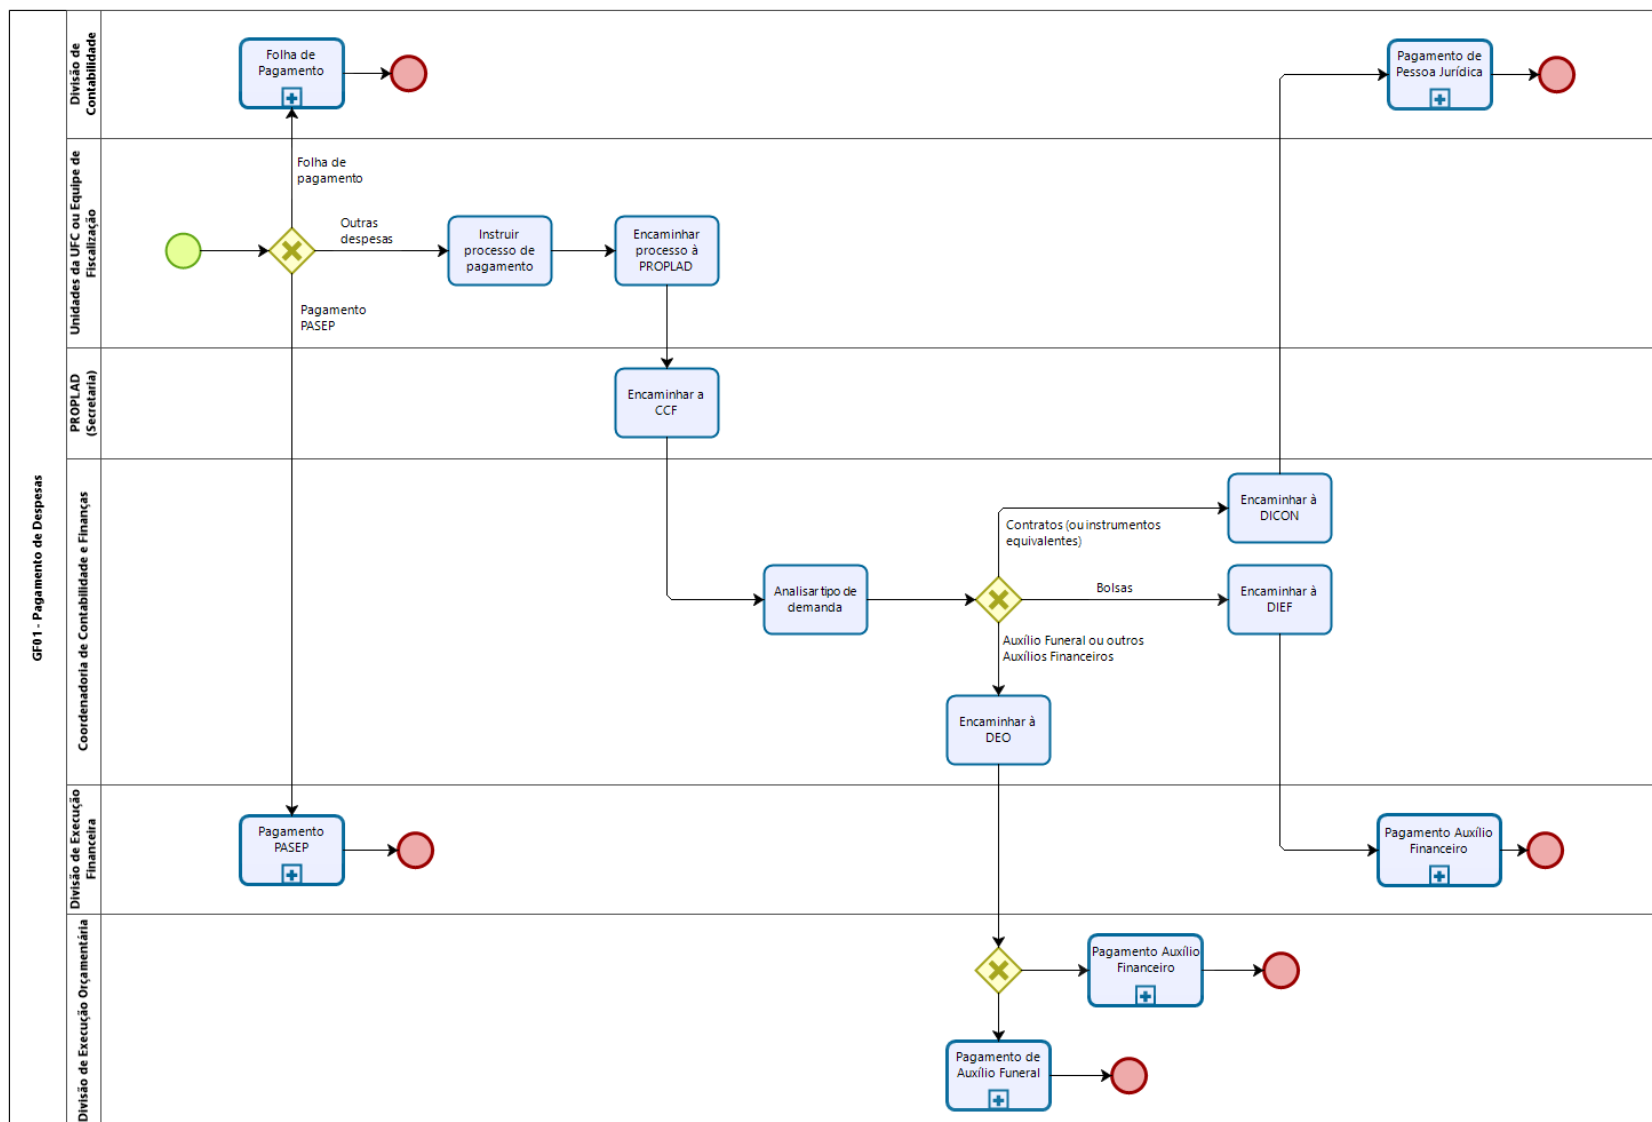 GF01 - Pagamento de Despesas
Divisão de
Contabilidade
Folha de
Pagamento
Pagamento de
Pessoa Jurídica
Unidades da UFC ou Equipe de
Fiscalização
Folha de
pagamento
Outras
despesas
Instruir
processo de
pagamento
Encaminhar
processo à
PROPLAD
Pagamento
PASEP
PROPLAD
(Secretaria)
Encaminhar a
CCF
Coordenadoria de Contabilidade e Finanças
Analisar tipo de
demanda
Contratos (ou instrumentos
equivalentes)
Encaminhar à
DICON
Bolsas
Encaminhar à
DIEF
Auxílio Funeral ou outros
Auxílios Financeiros
Encaminhar à
DEO
Divisão de Execução
Financeira
Pagamento
PASEP
Pagamento Auxílio
Financeiro
Divisão de Execução Orçamentária
Pagamento Auxílio
Financeiro
Pagamento de
Auxílio Funeral